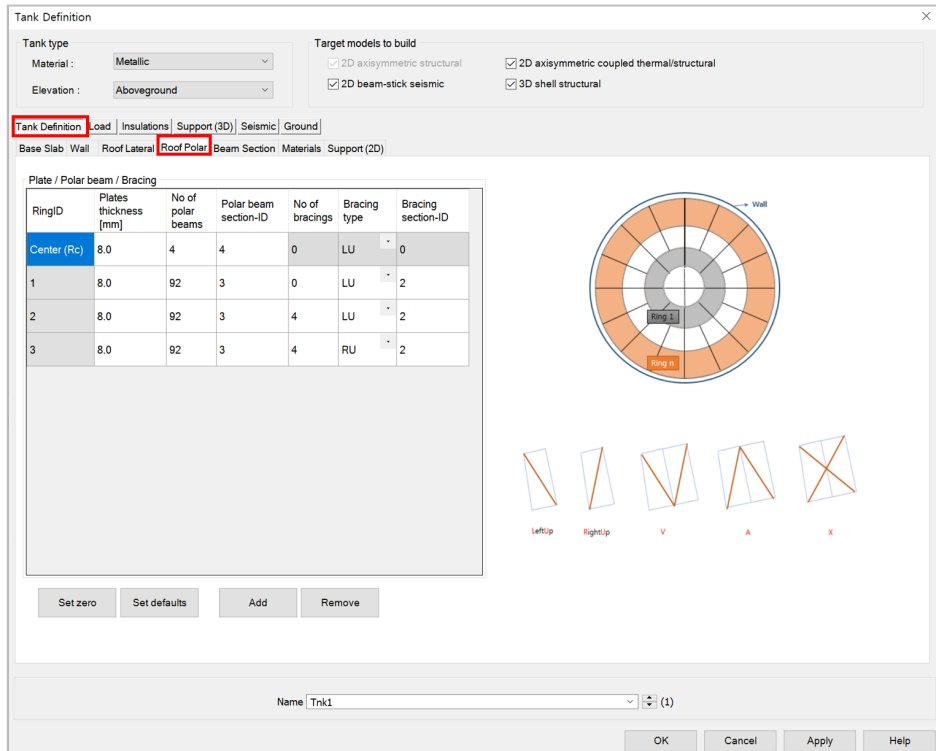 Tank Definition
Tank type
Material :
Metallic
Elevation :
Aboveground
Target models to build
2D axisymmetric structural
2D axisymmetric coupled thermal/structural
2D beam-stick seismic
3D shell structural
Tank Definition Load Insulations Support (3D) Seismic Ground
Base Slab Wall Roof Lateral Roof Polar Beam Section Materials Support (2D)
Plate / Polar beam / Bracing
RingID
Plates
thickness
[mm]
No of
polar
beams
Polar beam
section-ID
No of
bracings
Bracing
type
Bracing
section-ID
Center (Rc) 8.0 4 4 0 LU 0
1 8.0 92 3 0 LU 2
2 8.0 92 3 4 LU 2
3 8.0 92 3 4 RU 2
Wall
Ring 1
Ring n
LeftUp RightUp V A X
Set zero Set defaults Add Remove
Name Tnk1 (1)
OK Cancel Apply Help